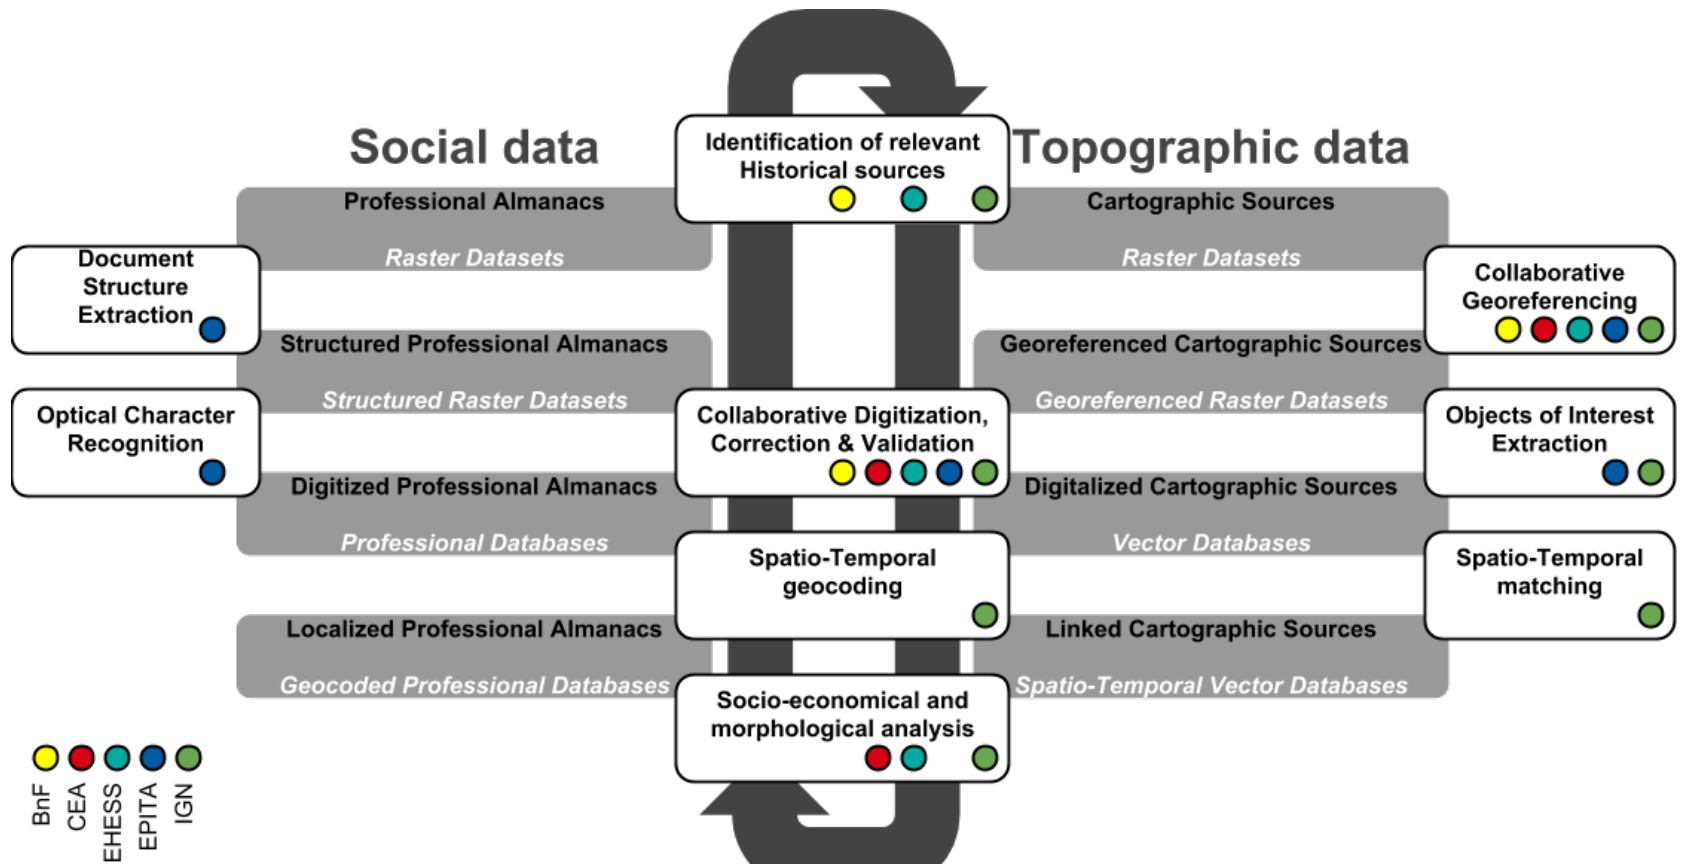 Social data
Identification of relevant
Historical sources
Topographic data
Professional Almanacs
Raster Datasets
Cartographic Sources
Raster Datasets
Document
Structure
Extraction
Collaborative
Georeferencing
Structured Professional Almanacs
Structured Raster Datasets
Georeferenced Cartographic Sources
Georeferenced Raster Datasets
Optical Character
Recognition
Collaborative Digitization,
Correction & Validation
Objects of Interest
Extraction
Digitized Professional Almanacs
Professional Databases
Digitalized Cartographic Sources
Vector Databases
Spatio-Temporal
geocoding
Spatio-Temporal
matching
Localized Professional Almanacs
Geocoded Professional Databases
Linked Cartographic Sources
Spatio-Temporal Vector Databases
Socio-economical and
morphological analysis
BnF
CEA
EHESS
EPITA
IGN